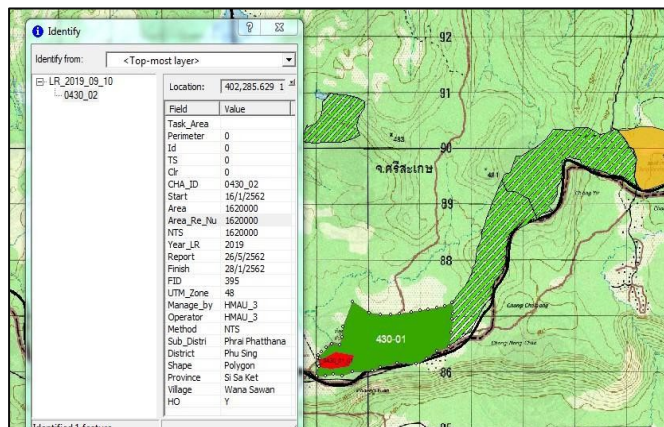 Identify
Identify from: <Top-most layer>
LR_2019_09_10
0430_02
Location: 402,285.629 1
Field Value
Task_Area
Perimeter 0
Id 0
TS 0
Clr 0
CHA_ID 0430_02
Start 16/1/2562
Area 1620000
Area_Re_Nu 1620000
NTS 1620000
Year_LR 2019
Report 26/5/2562
Finish 28/1/2562
FID 395
UTM_Zone 48
Manage_by HMAU_3
Operator HMAU_3
Method NTS
Sub_Distri Phrai Phatthana
District Phu Sing
Shape Polygon
Province Si Sa Ket
Village Wana Sawan
HO Y
Identified 1 feature
92
91
90
483
จ.ศรีสะเกษ
89
88
430-01
86